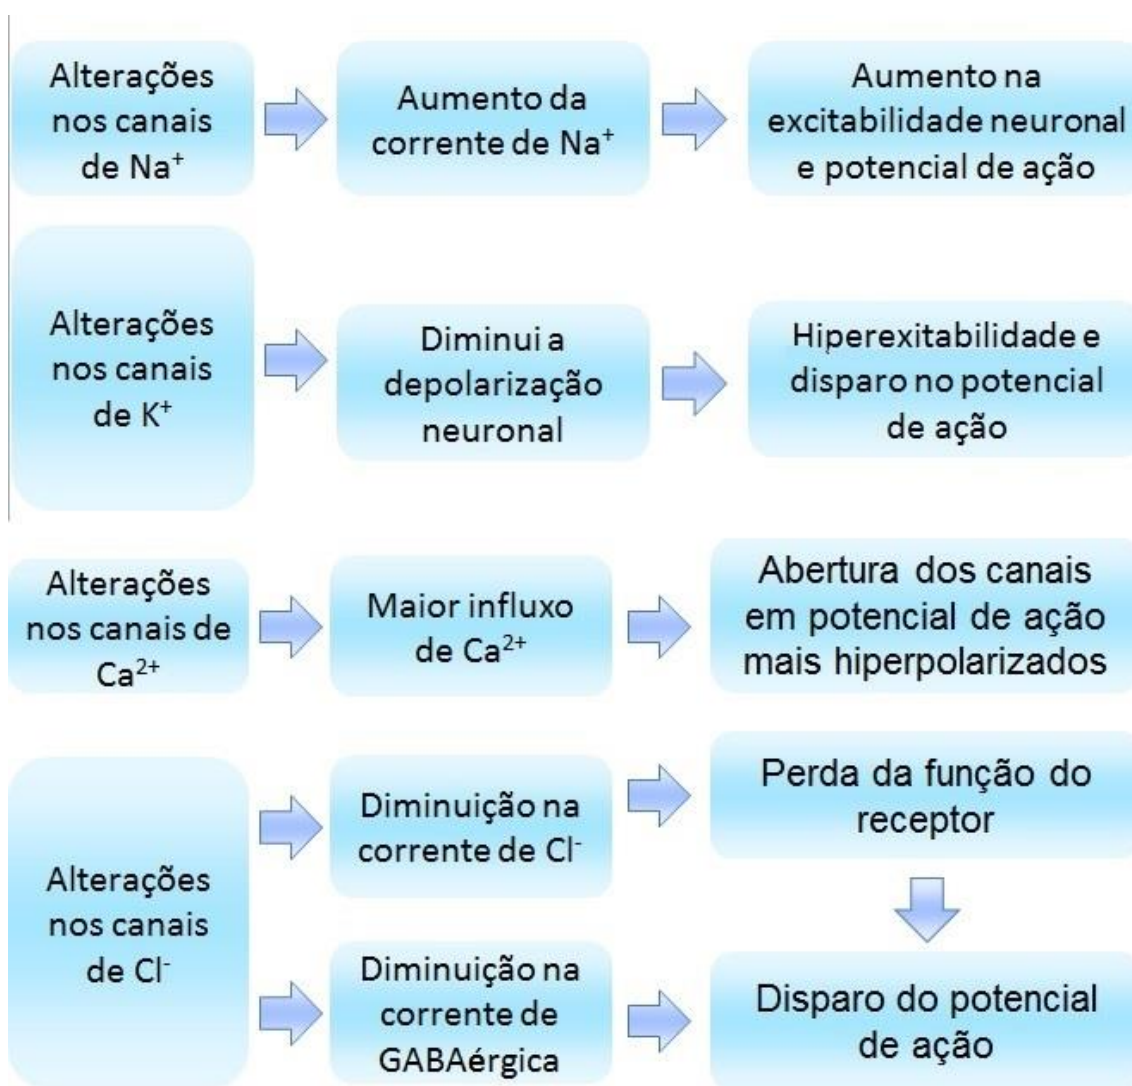 Alterações
nos canais
de Na⁺
Aumento da
corrente de Na⁺
Aumento na
excitabilidade neuronal
e potencial de ação
Alterações
nos canais
de K⁺
Diminui a
depolarização
neuronal
Hiperexitabilidade e
disparo no potencial
de ação
Alterações
nos canais de
Ca²⁺
Maior influxo
de Ca²⁺
Abertura dos canais
em potencial de ação
mais hiperpolarizados
Alterações
nos canais
de Cl⁻
Diminuição na
corrente de Cl⁻
Perda da função do
receptor
Diminuição na
corrente de
GABAérgica
Disparo do potencial
de ação